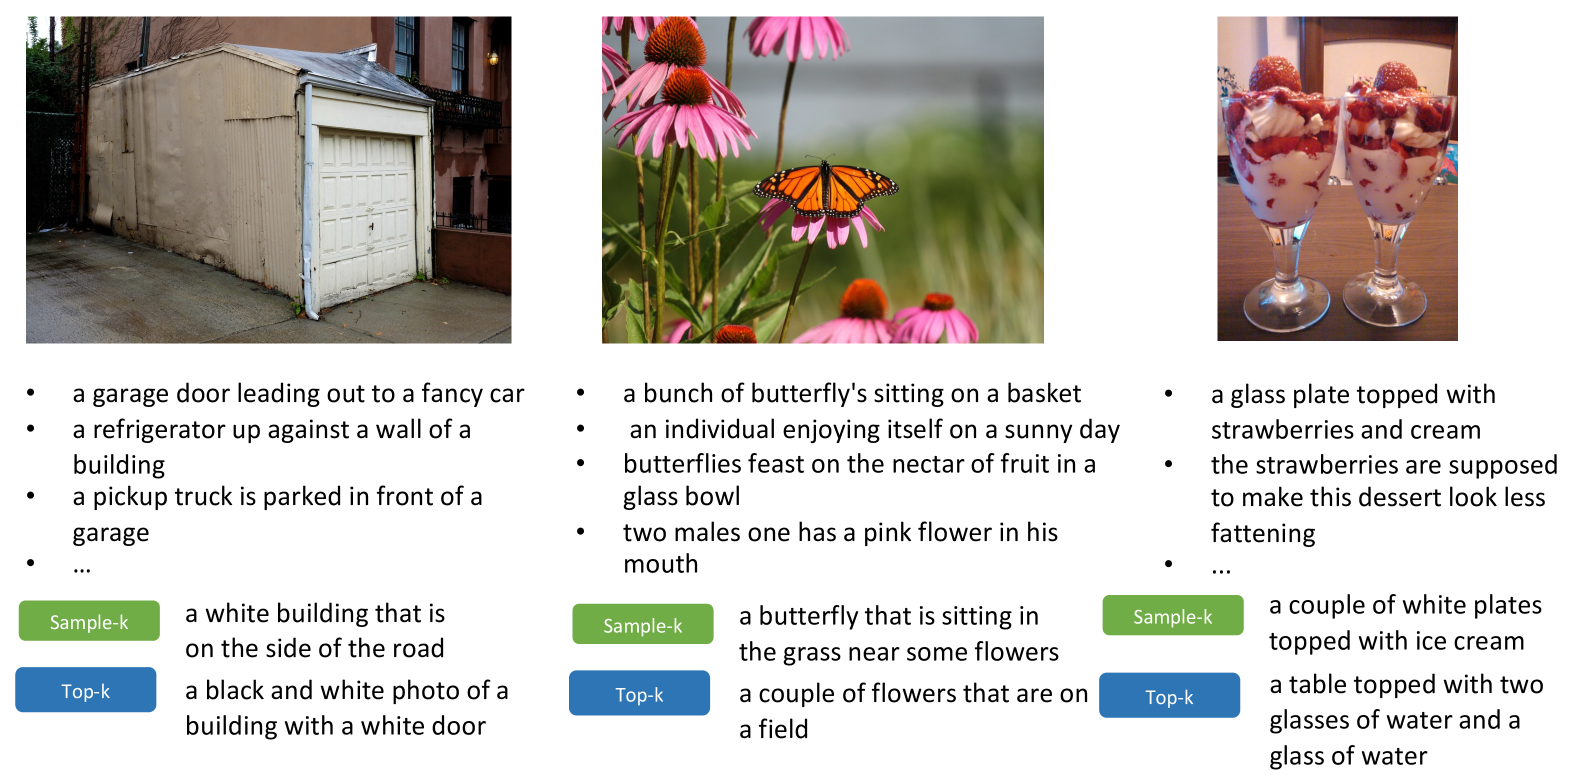 • a garage door leading out to a fancy car
• a refrigerator up against a wall of a
building
• a pickup truck is parked in front of a
garage
• ...
Sample-k
a white building that is
on the side of the road
Top-k
a black and white photo of a
building with a white door
• a bunch of butterfly's sitting on a basket
• an individual enjoying itself on a sunny day
• butterflies feast on the nectar of fruit in a
glass bowl
• two males one has a pink flower in his
mouth
Sample-k
a butterfly that is sitting in
the grass near some flowers
Top-k
a couple of flowers that are on
a field
• a glass plate topped with
strawberries and cream
• the strawberries are supposed
to make this dessert look less
fattening
• ...
Sample-k
a couple of white plates
topped with ice cream
Top-k
a table topped with two
glasses of water and a
glass of water